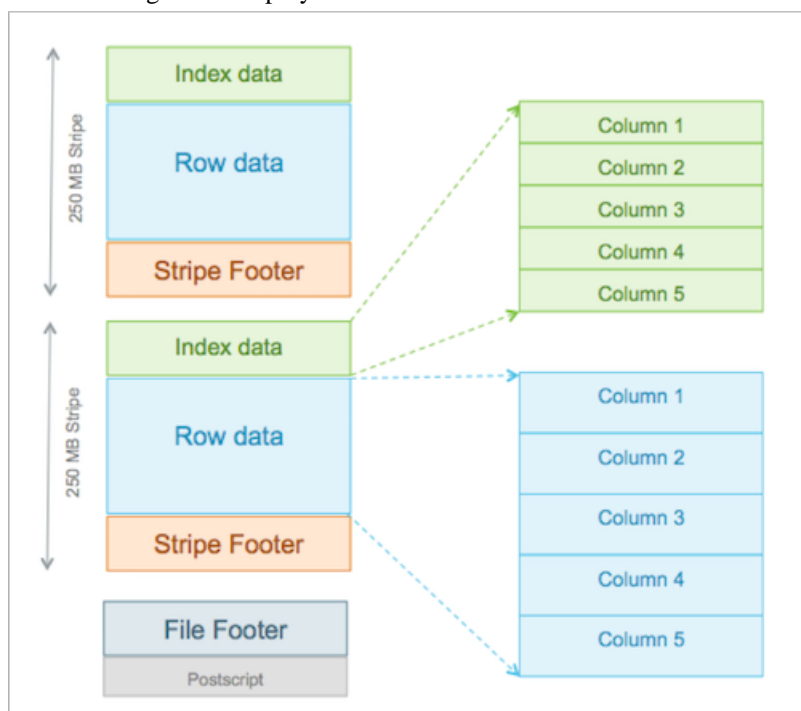 250 MB Stripe
Index data
Row data
Stripe Footer
250 MB Stripe
Index data
Row data
Stripe Footer
File Footer
Postscript
Column 1
Column 2
Column 3
Column 4
Column 5
Column 1
Column 2
Column 3
Column 4
Column 5